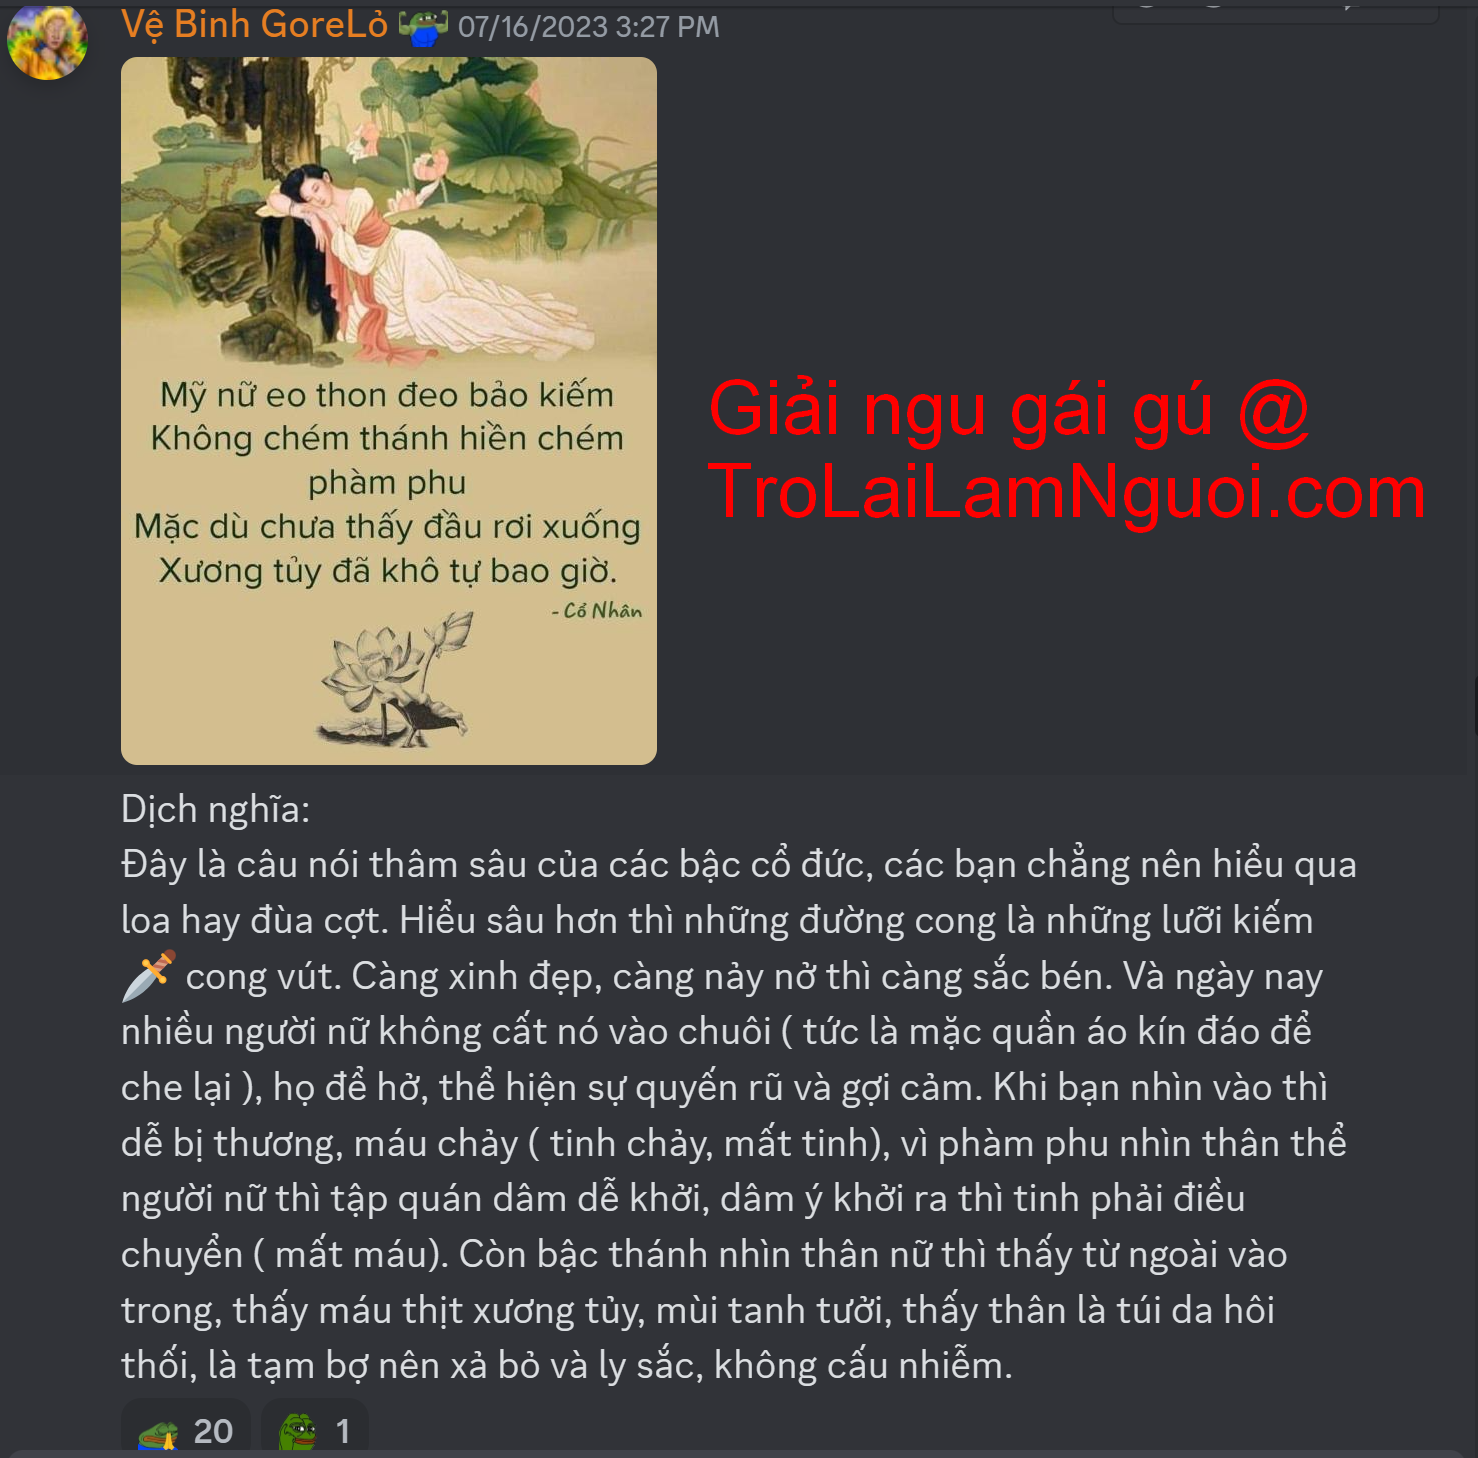 Vệ Binh GoreLỏ 07/16/2023 3:27 PM
Mỹ nữ eo thon đeo bảo kiếm
Không chém thánh hiền chém
phàm phu
Mặc dù chưa thấy đầu rơi xuống
Xương tủy đã khô tự bao giờ.
- Cổ Nhân
Giải ngu gái gú @
TroLaiLamNguoi.com
Dịch nghĩa:
Đây là câu nói thâm sâu của các bậc cổ đức, các bạn chẳng nên hiểu qua
loa hay đùa cợt. Hiểu sâu hơn thì những đường cong là những lưỡi kiếm
🗡️ cong vút. Càng xinh đẹp, càng nảy nở thì càng sắc bén. Và ngày nay
nhiều người nữ không cất nó vào chuôi ( tức là mặc quần áo kín đáo để
che lại ), họ để hở, thể hiện sự quyến rũ và gợi cảm. Khi bạn nhìn vào thì
dễ bị thương, máu chảy ( tinh chảy, mất tinh), vì phàm phu nhìn thân thể
người nữ thì tập quán dâm dễ khởi, dâm ý khởi ra thì tinh phải điều
chuyển ( mất máu). Còn bậc thánh nhìn thân nữ thì thấy từ ngoài vào
trong, thấy máu thịt xương tủy, mùi tanh tưởi, thấy thân là túi da hôi
thối, là tạm bợ nên xả bỏ và ly sắc, không cấu nhiễm.
20 1